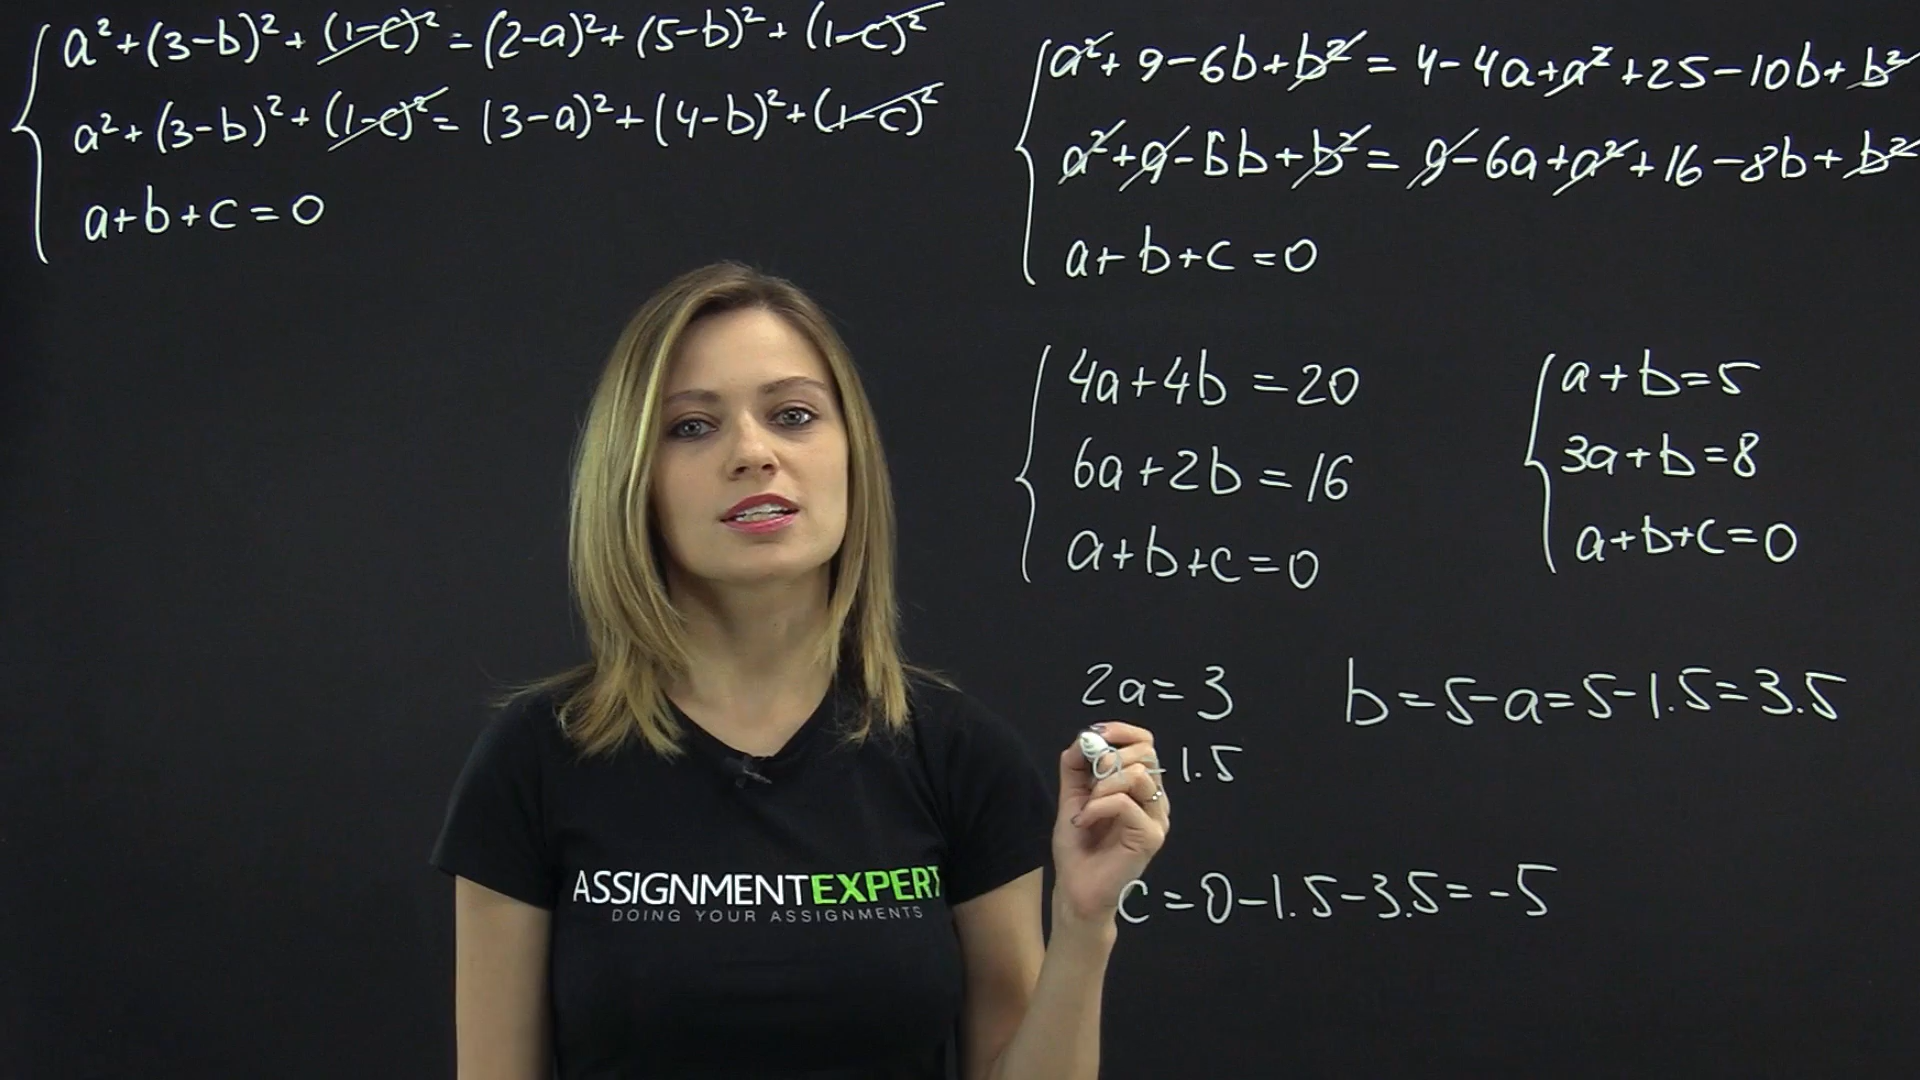 a²+(3-b)²+(1-c)²=(2-a)²+(5-b)²+(1-c)²
a²+(3-b)²+(1-c)²=(3-a)²+(4-b)²+(1-c)²
a+b+c=0
a²+9-6b+b²=4-4a+a²+25-10b+b²
a²+9-6b+b²=9-6a+a²+16-8b+b²
a+b+c=0
4a+4b=20
6a+2b=16
a+b+c=0
a+b=5
3a+b=8
a+b+c=0
2a=3
a=1.5
b=5-a=5-1.5=3.5
c=0-1.5-3.5=-5
ASSIGNMENTEXPERT
DOING YOUR ASSIGNMENTS